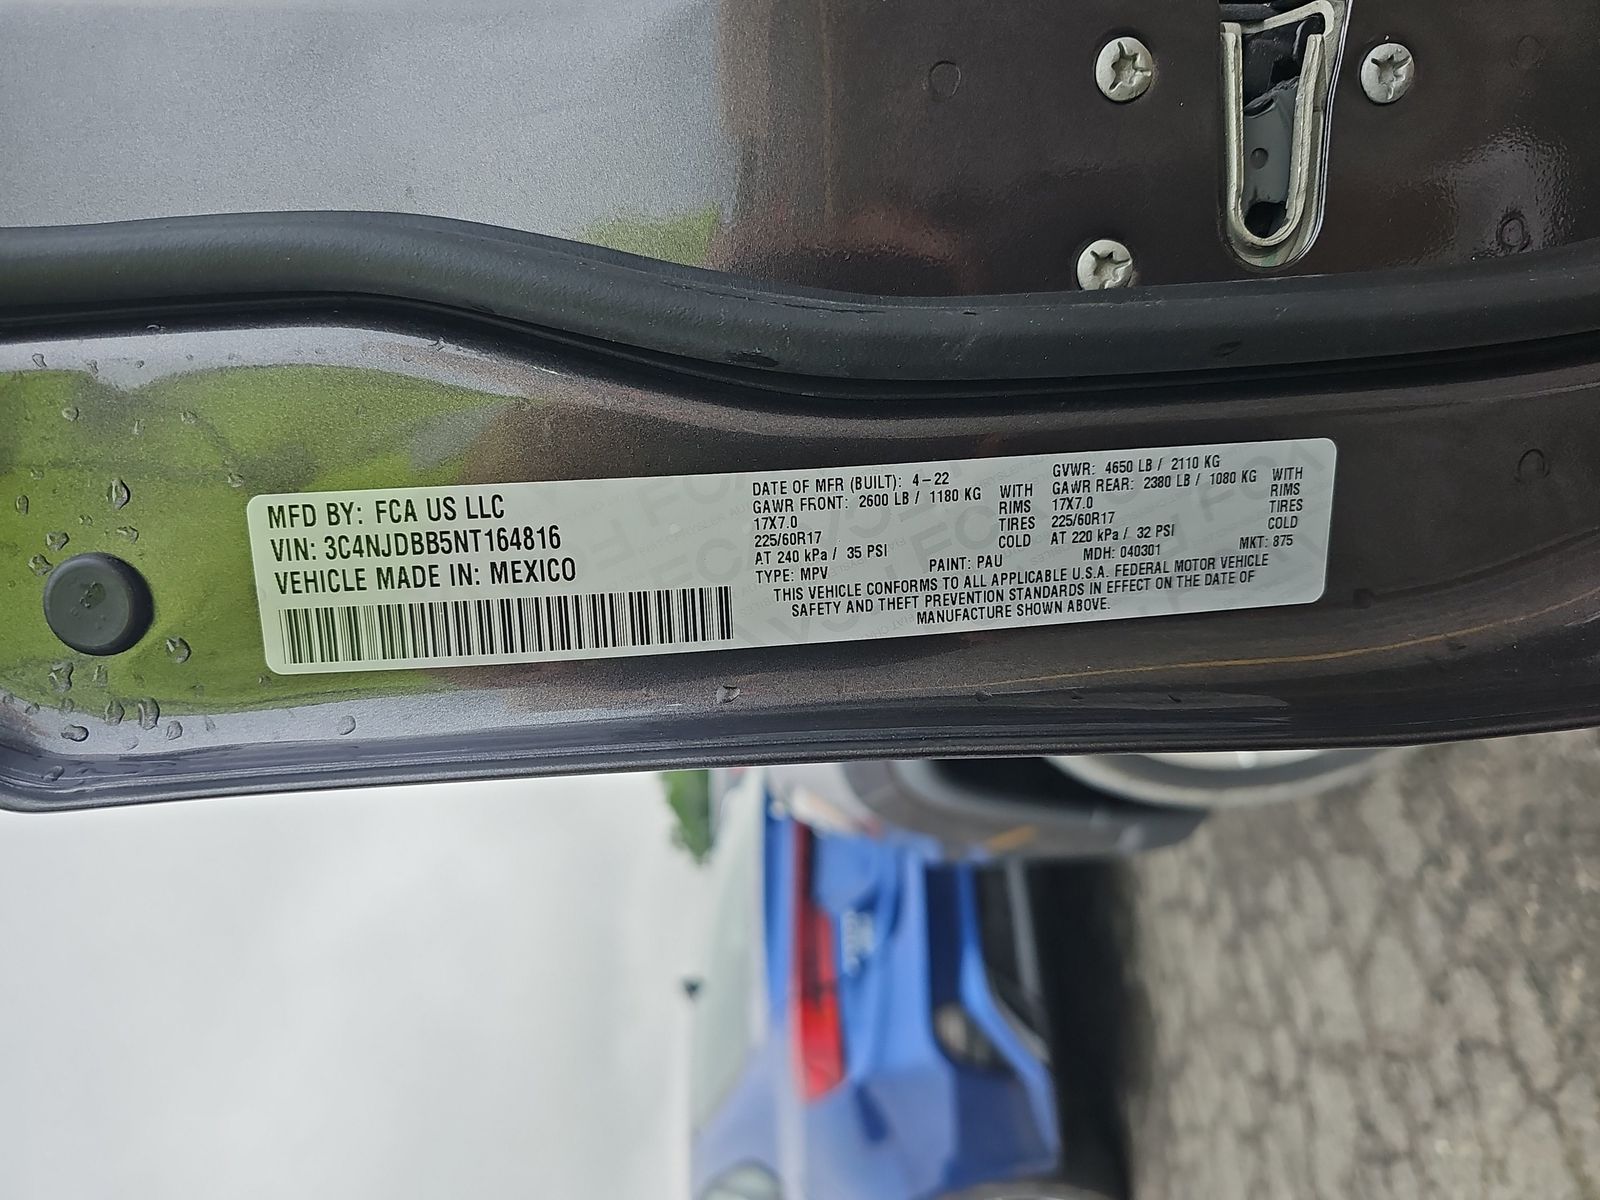 MFD BY: FCA US LLC
VIN: 3C4NJDBB5NT164816
VEHICLE MADE IN: MEXICO
DATE OF MFR (BUILT): 4-22
GAWR FRONT: 2600 LB / 1180 KG WITH
17X7.0 RIMS
225/60R17 TIRES
AT 240 kPa / 35 PSI COLD
GVWR: 4650 LB / 2110 KG
GAWR REAR: 2380 LB / 1080 KG WITH
17X7.0 RIMS
225/60R17 TIRES
AT 220 kPa / 32 PSI COLD
TYPE: MPV PAINT: PAU MDH: 040301 MKT: 875
THIS VEHICLE CONFORMS TO ALL APPLICABLE U.S.A. FEDERAL MOTOR VEHICLE
SAFETY AND THEFT PREVENTION STANDARDS IN EFFECT ON THE DATE OF
MANUFACTURE SHOWN ABOVE.